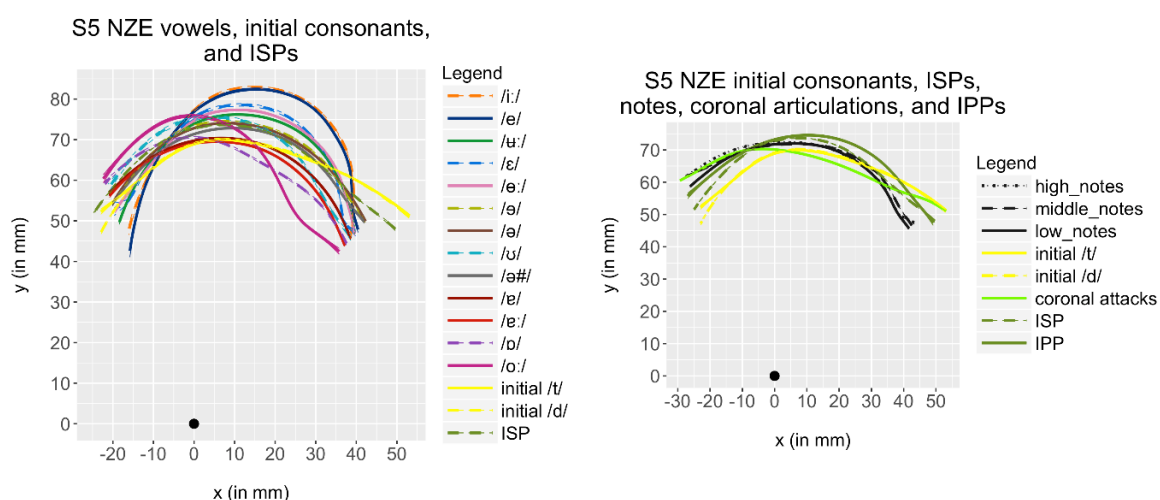 S5 NZE vowels, initial consonants,
and ISPs
y (in mm)
80
70
60
50
40
30
20
10
0
-20 -10 0 10 20 30 40 50
x (in mm)
Legend
/iː/
/e/
/ʉː/
/ɛ/
/ɵː/
/ɘ/
/ə/
/ʊ/
/ə#/
/ɐ/
/ɐː/
/ɒ/
/oː/
initial /t/
initial /d/
ISP
S5 NZE initial consonants, ISPs,
notes, coronal articulations, and IPPs
y (in mm)
70
60
50
40
30
20
10
0
-30 -20 -10 0 10 20 30 40 50
x (in mm)
Legend
high_notes
middle_notes
low_notes
initial /t/
initial /d/
coronal attacks
ISP
IPP